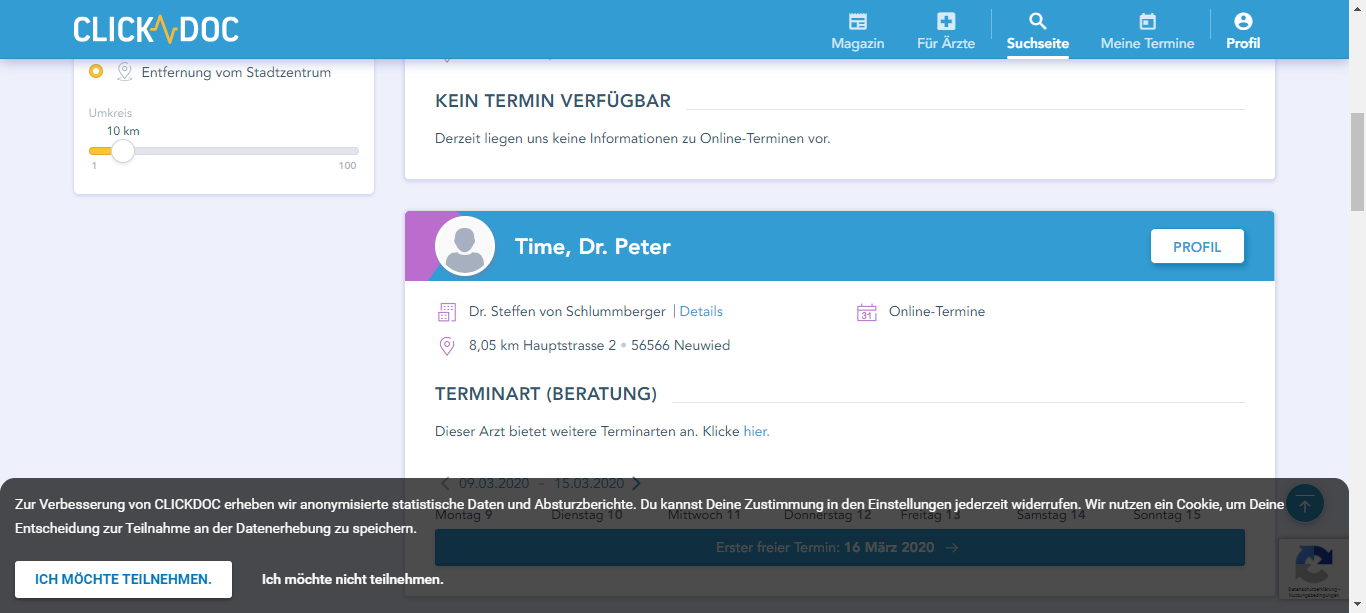 CLICKDOC
Magazin
Für Ärzte
Suchseite
Meine Termine
Profil
Entfernung vom Stadtzentrum
Umkreis
10 km
1 100
KEIN TERMIN VERFÜGBAR
Derzeit liegen uns keine Informationen zu Online-Terminen vor.
Time, Dr. Peter
PROFIL
Dr. Steffen von Schlummberger | Details
Online-Termine
31
8,05 km Hauptstrasse 2 • 56566 Neuwied
TERMINART (BERATUNG)
Dieser Arzt bietet weitere Terminarten an. Klicke hier.
09.03.2020 - 15.03.2020
Montag 9 Dienstag 10 Mittwoch 11 Donnerstag 12 Freitag 13 Samstag 14 Sonntag 15
Erster freier Termin: 16 März 2020 →
Zur Verbesserung von CLICKDOC erheben wir anonymisierte statistische Daten und Absturzberichte. Du kannst Deine Zustimmung in den Einstellungen jederzeit widerrufen. Wir nutzen ein Cookie, um Deine
Entscheidung zur Teilnahme an der Datenerhebung zu speichern.
ICH MÖCHTE TEILNEHMEN.
Ich möchte nicht teilnehmen.
Datenschutzerklärung -
Nutzungsbedingungen